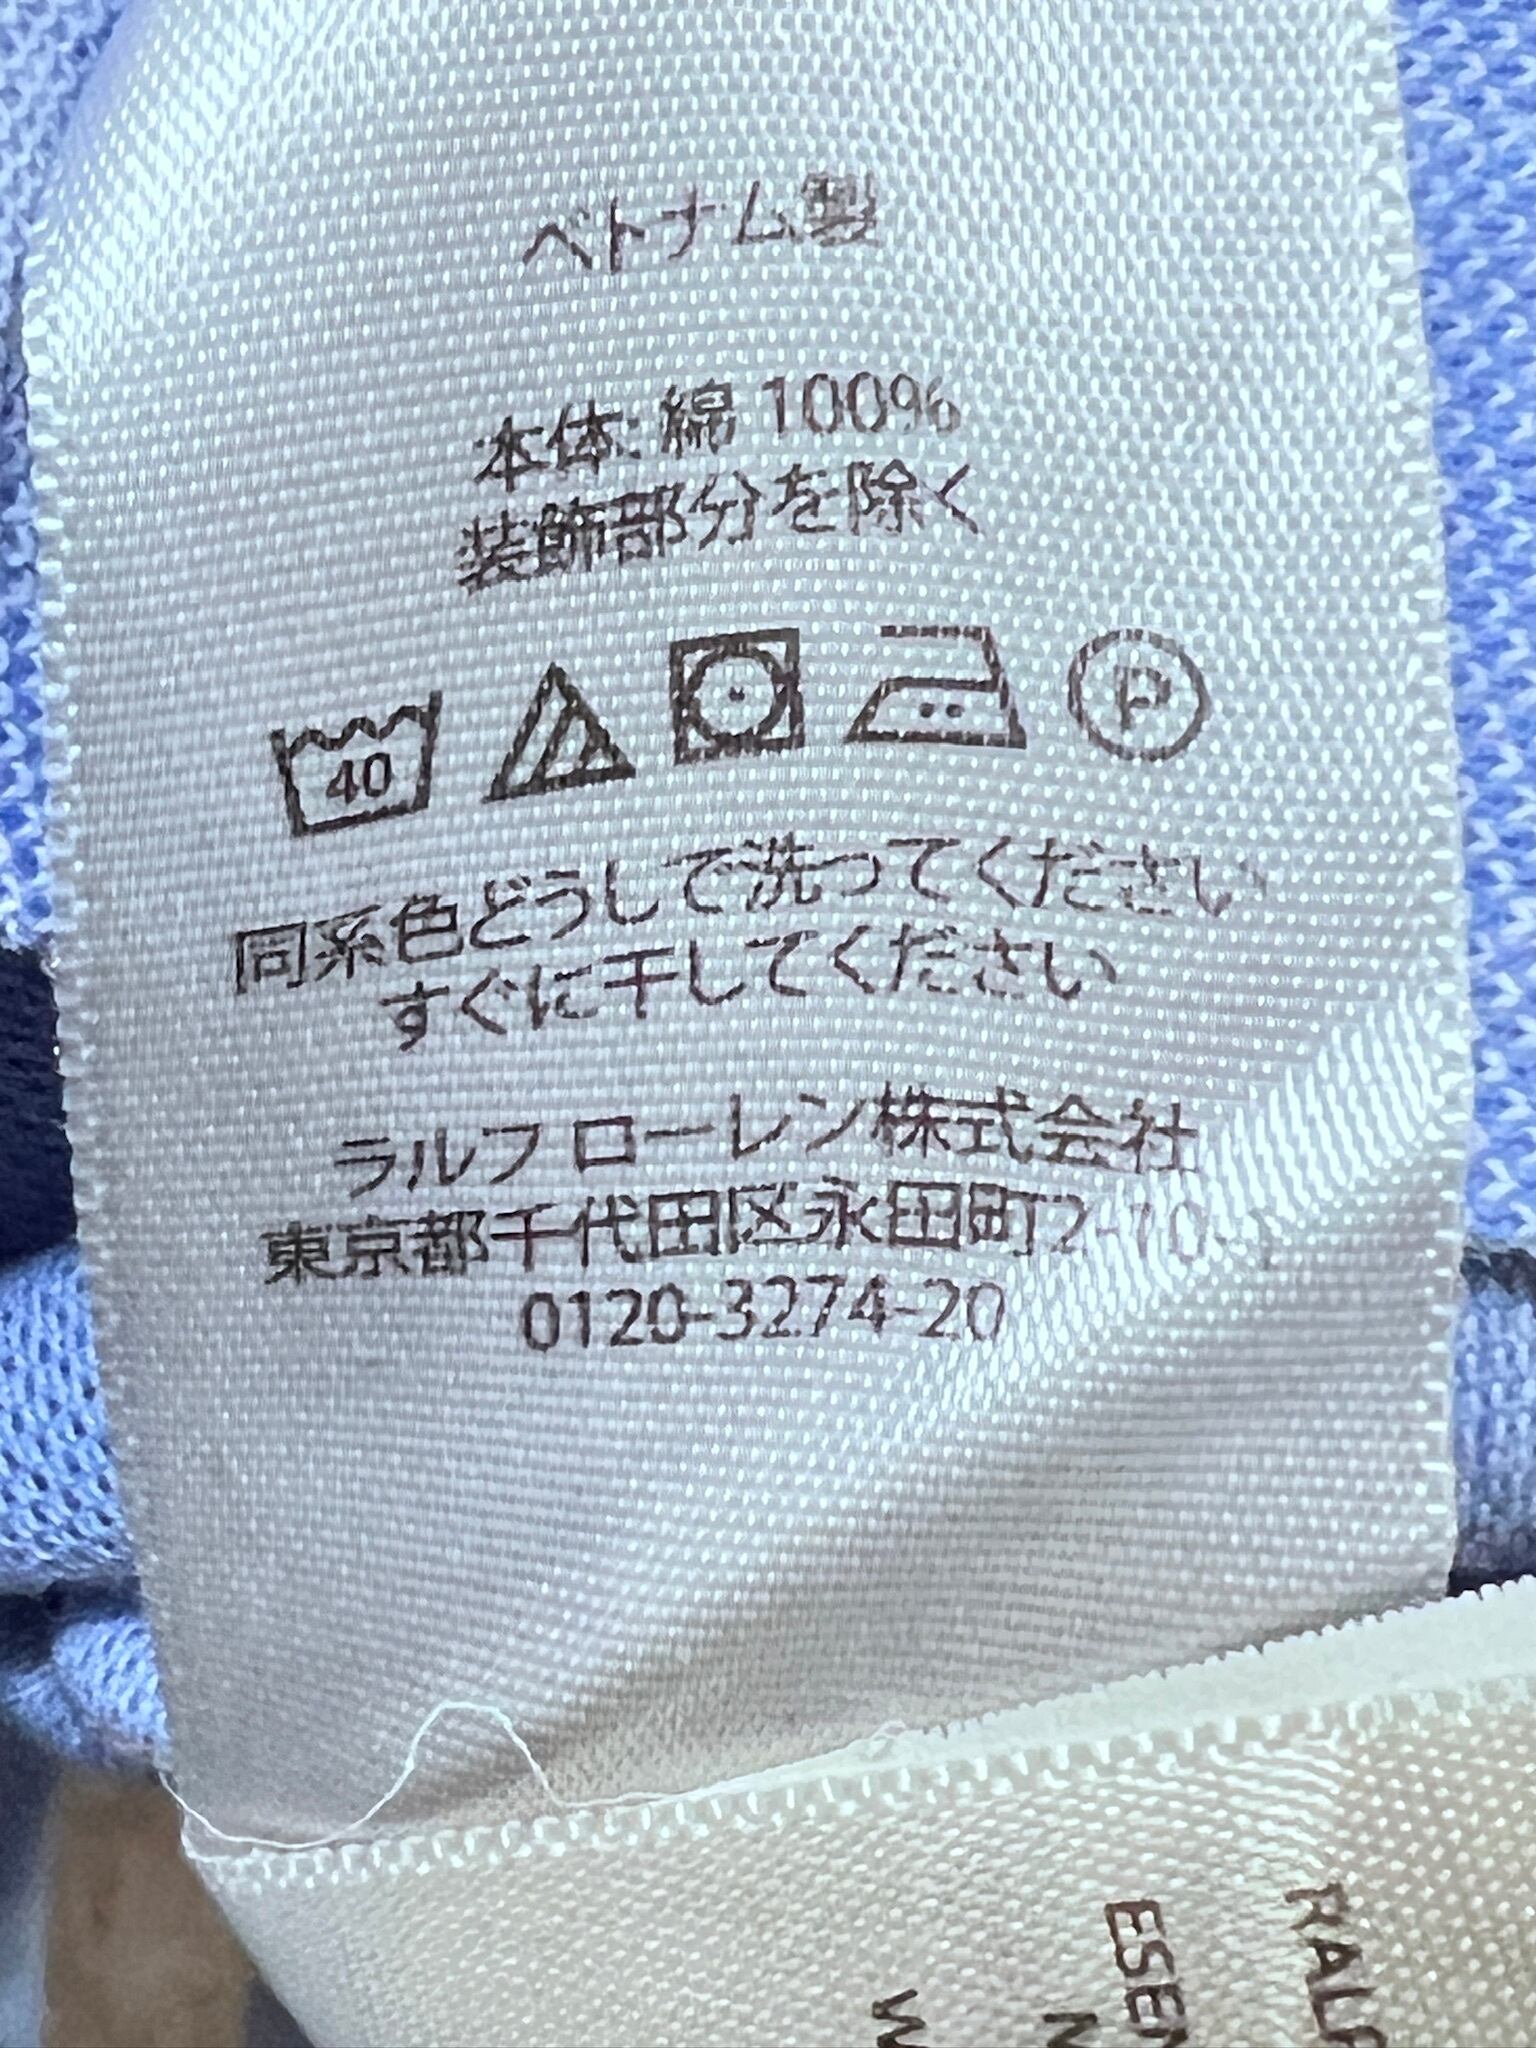 ベトナム製
本体: 綿 100%
装飾部分を除く
40
P
同系色どうしで洗ってください
すぐに干してください
ラルフ ローレン株式会社
東京都千代田区永田町2-10-
0120-3274-20
RALP
ESEN